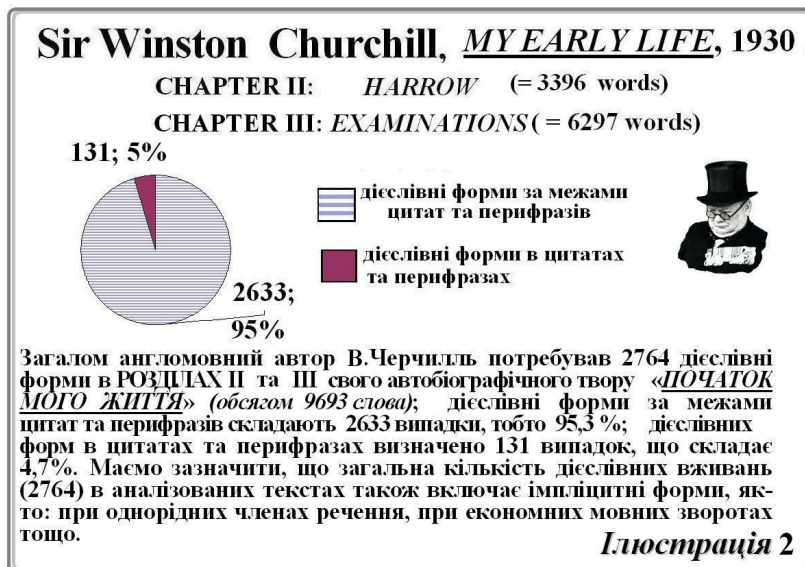 Sir Winston Churchill, MY EARLY LIFE, 1930
CHAPTER II: HARROW (= 3396 words)
CHAPTER III: EXAMINATIONS ( = 6297 words)
131; 5%
дієслівні форми за межами
цитат та перифразів
дієслівні форми в цитатах
та перифразах
2633;
95%
Загалом англомовний автор В.Черчилль потребував 2764 дієслівні
форми в РОЗДІЛАХ ІІ та ІІІ свого автобіографічного твору «ПОЧАТОК
МОГО ЖИТТЯ» (обсягом 9693 слова); дієслівні форми за межами
цитат та перифразів складають 2633 випадки, тобто 95,3 %; дієслівних
форм в цитатах та перифразах визначено 131 випадок, що складає
4,7%. Маємо зазначити, що загальна кількість дієслівних вживань
(2764) в аналізованих текстах також включає імпліцитні форми, як-
то: при однорідних членах речення, при економних мовних зворотах
тощо.
Ілюстрація 2